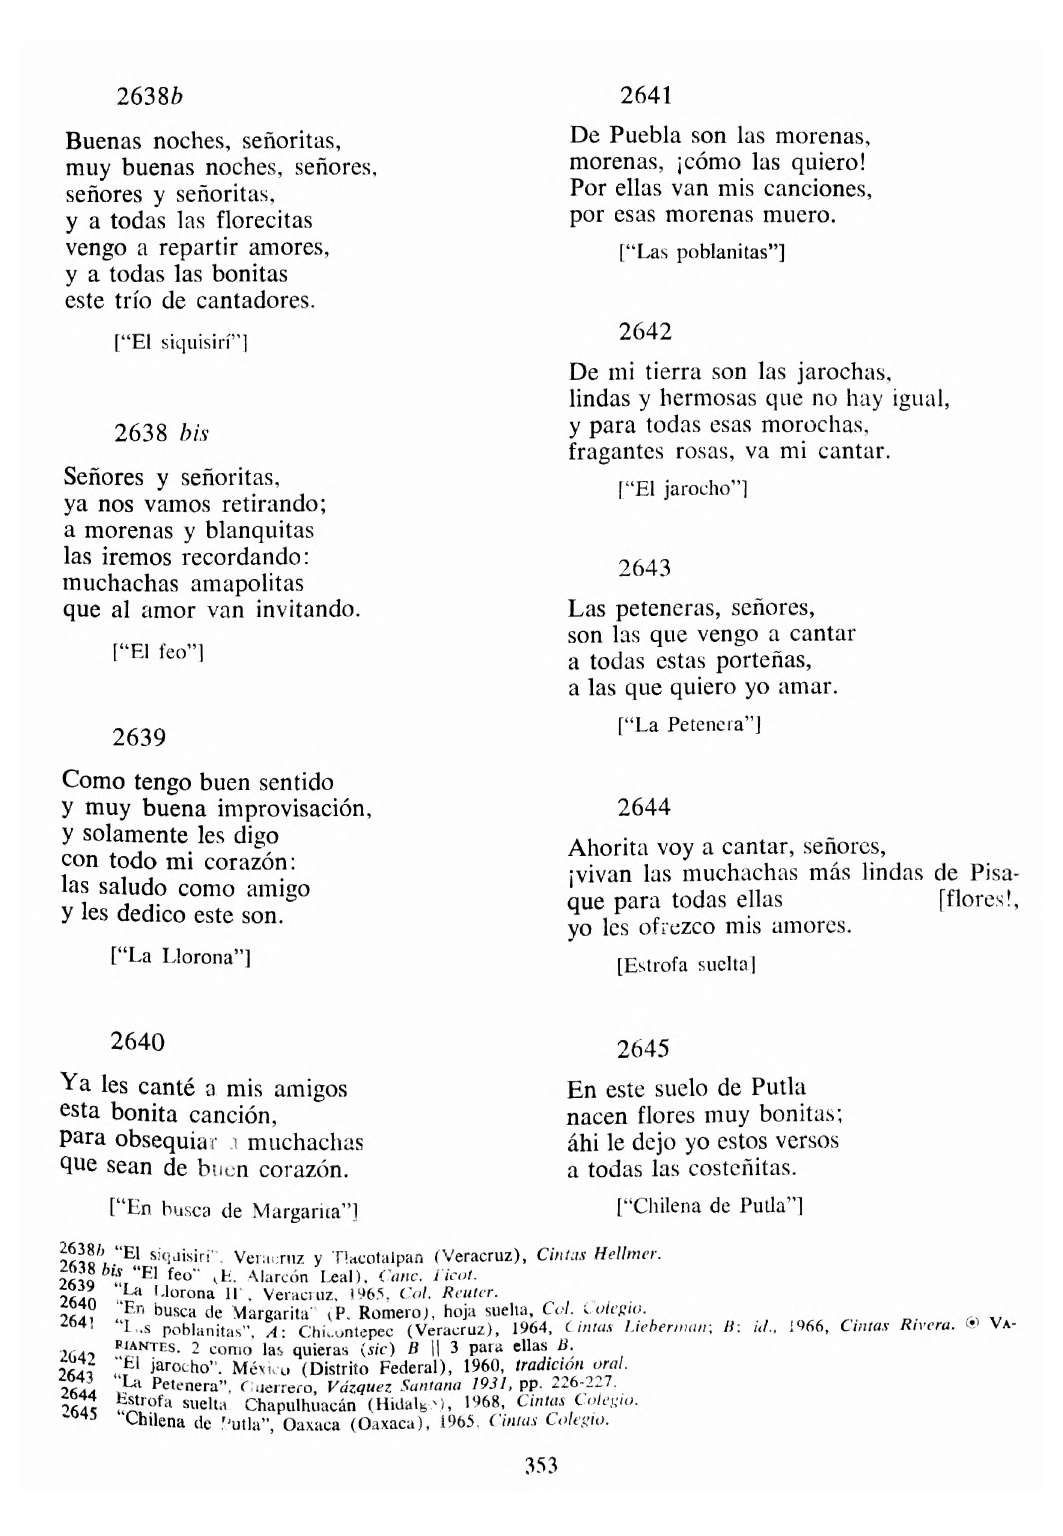 2638b
Buenas noches, señoritas,
muy buenas noches, señores,
señores y señoritas,
y a todas las florecitas
vengo a repartir amores,
y a todas las bonitas
este trío de cantadores.
[“El siquisirí”]
2638 bis
Señores y señoritas,
ya nos vamos retirando;
a morenas y blanquitas
las iremos recordando:
muchachas amapolitas
que al amor van invitando.
[“El feo”]
2639
Como tengo buen sentido
y muy buena improvisación,
y solamente les digo
con todo mi corazón:
las saludo como amigo
y les dedico este son.
[“La Llorona”]
2640
Ya les canté a mis amigos
esta bonita canción,
para obsequiar a muchachas
que sean de buen corazón.
[“En busca de Margarita”]
2641
De Puebla son las morenas,
morenas, ¡cómo las quiero!
Por ellas van mis canciones,
por esas morenas muero.
[“Las poblanitas”]
2642
De mi tierra son las jarochas,
lindas y hermosas que no hay igual,
y para todas esas morochas,
fragantes rosas, va mi cantar.
[“El jarocho”]
2643
Las peteneras, señores,
son las que vengo a cantar
a todas estas porteñas,
a las que quiero yo amar.
[“La Petenera”]
2644
Ahorita voy a cantar, señores,
¡vivan las muchachas más lindas de Pisa-
que para todas ellas [flores!,
yo les ofrezco mis amores.
[Estrofa suelta]
2645
En este suelo de Putla
nacen flores muy bonitas;
áhi le dejo yo estos versos
a todas las costeñitas.
[“Chilena de Putla”]
2638b “El siquisirí”. Veracruz y Tlacotalpan (Veracruz), Cintas Hellmer.
2638 bis “El feo” (E. Alarcón Leal), Canc. Picot.
2639 “La Llorona II”, Veracruz, 1965, Col. Reuter.
2640 “En busca de Margarita” (P. Romero), hoja suelta, Col. Colegio.
2641 “Las poblanitas”, A: Chicontepec (Veracruz), 1964, Cintas Lieberman; B: id., 1966, Cintas Rivera. ⊙ VA-
RIANTES. 2 como las quieras (sic) B || 3 para ellas B.
2642 “El jarocho”. México (Distrito Federal), 1960, tradición oral.
2643 “La Petenera”, Guerrero, Vázquez Santana 1931, pp. 226-227.
2644 Estrofa suelta Chapulhuacán (Hidalgo), 1968, Cintas Colegio.
2645 “Chilena de Putla”, Oaxaca (Oaxaca), 1965. Cintas Colegio.
353